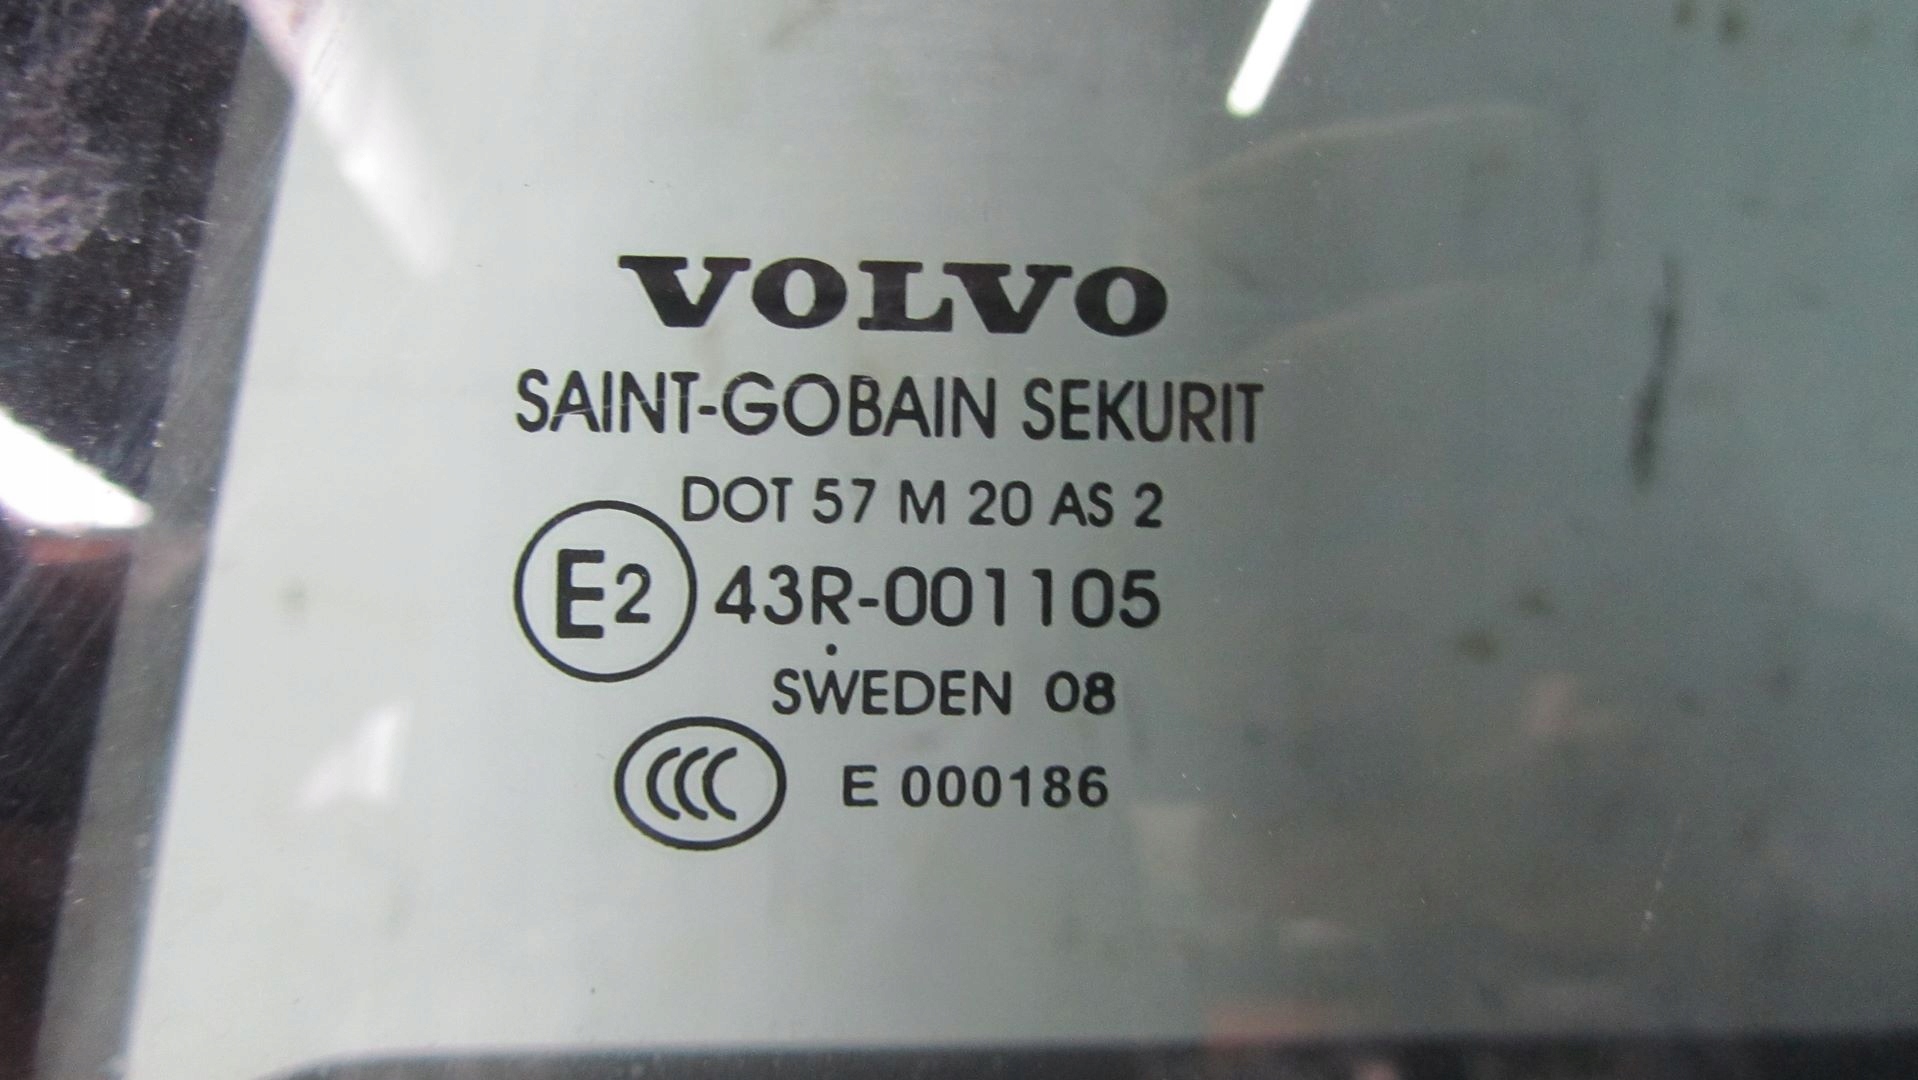 VOLVO
SAINT-GOBAIN SEKURIT
DOT 57 M 20 AS 2
E2 43R-001105
SWEDEN 08
CCC E 000186